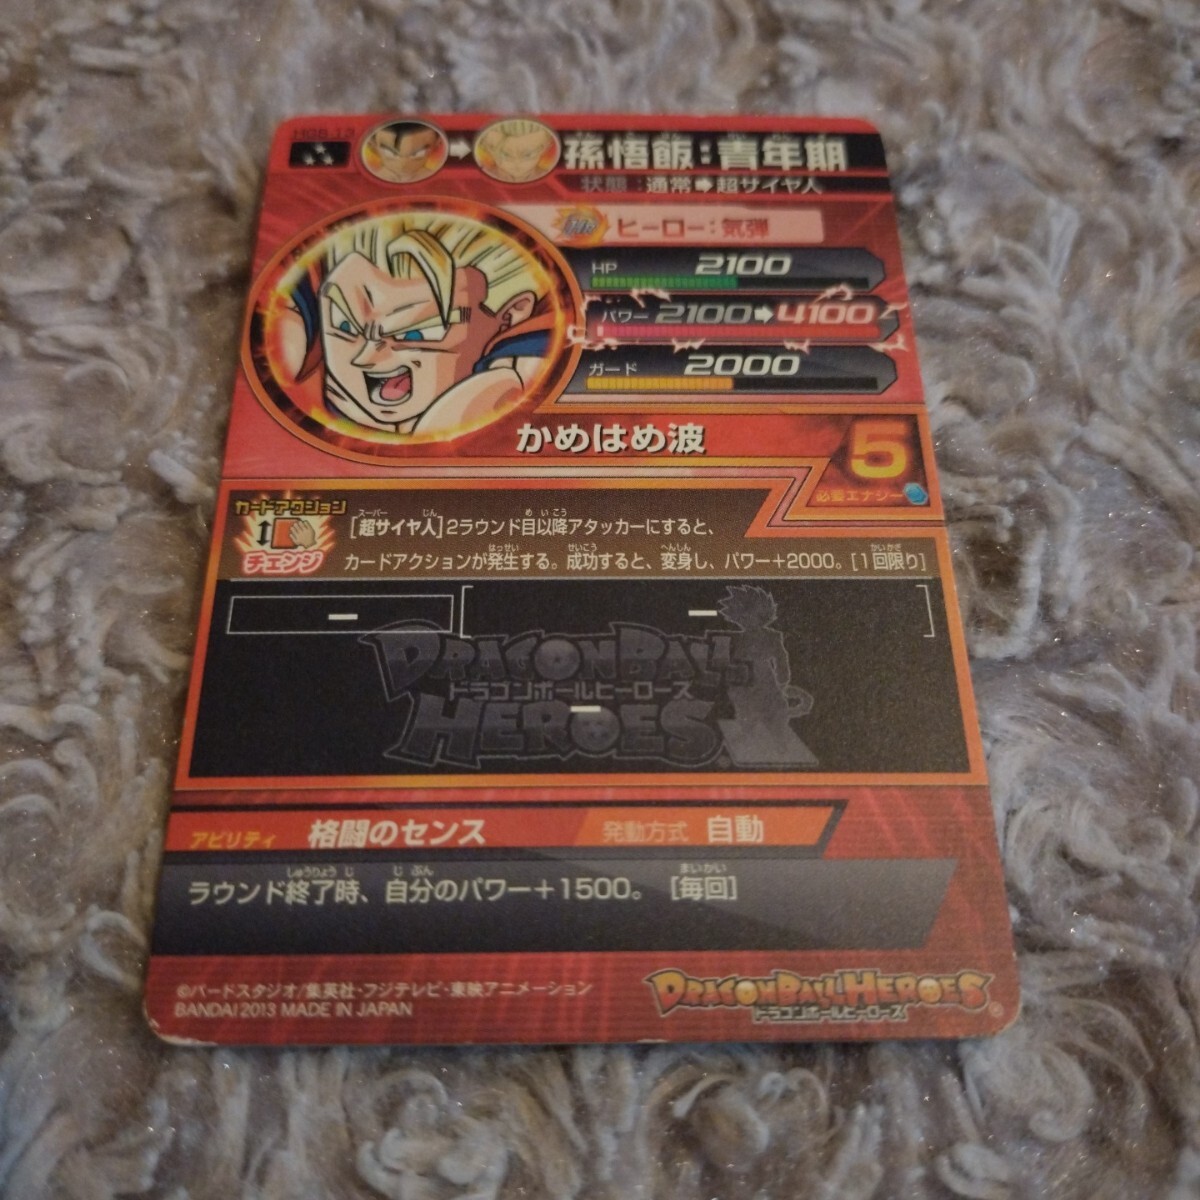 HG8-13
孫悟飯：青年期
状態：通常➡超サイヤ人
ヒーロー：気弾
HP 2100
パワー 2100➡4100
ガード 2000
かめはめ波
5
必要エナジー
カードアクション
チェンジ
[超サイヤ人]2ラウンド目以降アタッカーにすると、
カードアクションが発生する。成功すると、変身し、パワー+2000。[1回限り]
DRAGONBALL
ドラゴンボールヒーローズ
HEROES
アビリティ 格闘のセンス 発動方式 自動
ラウンド終了時、自分のパワー+1500。 [毎回]
©バードスタジオ/集英社・フジテレビ・東映アニメーション
BANDAI 2013 MADE IN JAPAN
DRAGONBALLHEROES
ドラゴンボールヒーローズ